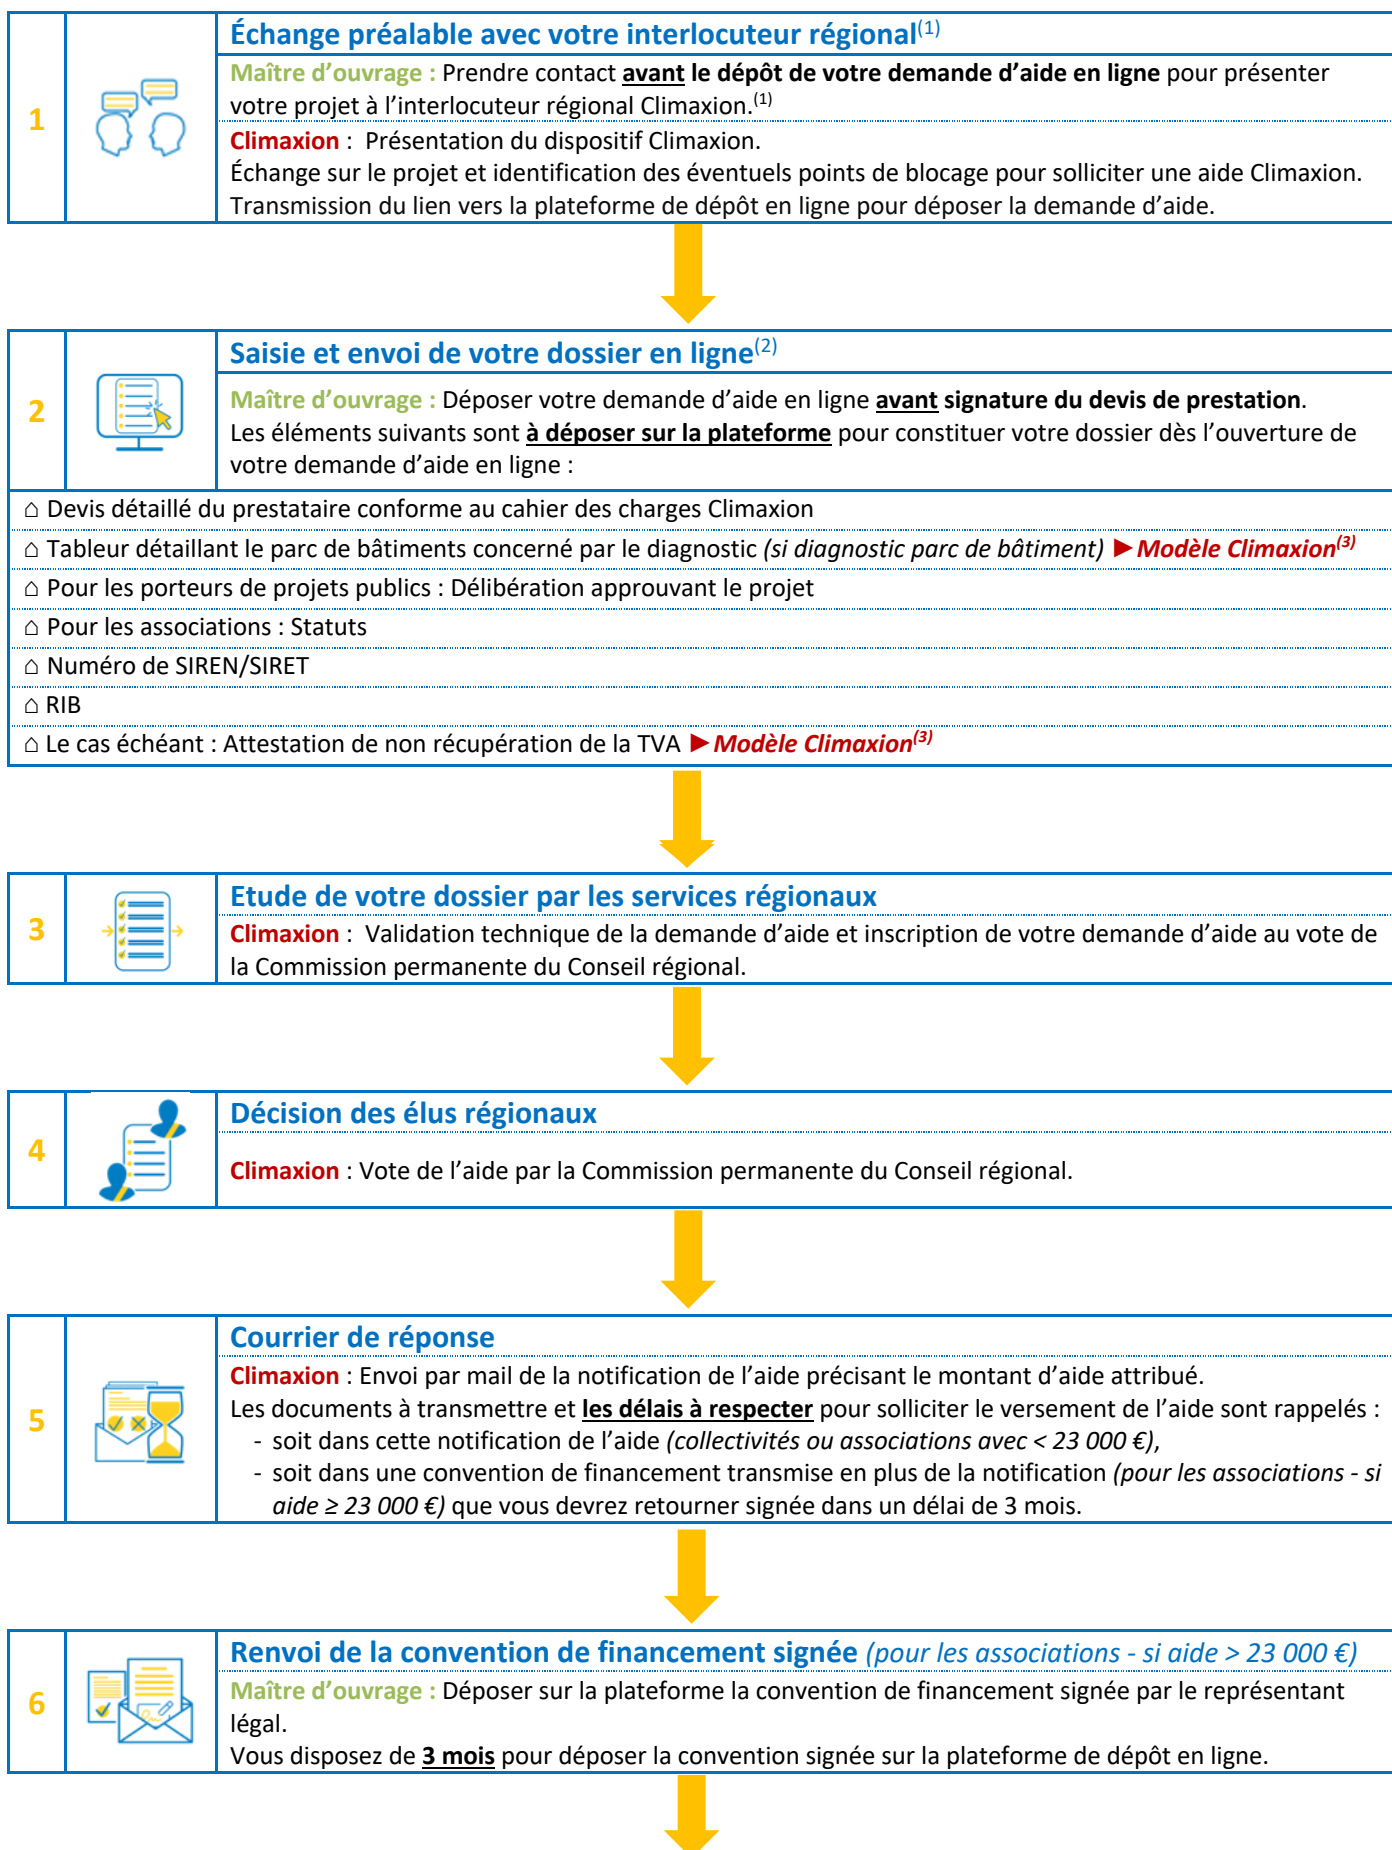 1
Échange préalable avec votre interlocuteur régional(1)
Maître d’ouvrage : Prendre contact avant le dépôt de votre demande d’aide en ligne pour présenter
votre projet à l’interlocuteur régional Climaxion.(1)
Climaxion : Présentation du dispositif Climaxion.
Échange sur le projet et identification des éventuels points de blocage pour solliciter une aide Climaxion.
Transmission du lien vers la plateforme de dépôt en ligne pour déposer la demande d’aide.
2
Saisie et envoi de votre dossier en ligne(2)
Maître d’ouvrage : Déposer votre demande d’aide en ligne avant signature du devis de prestation.
Les éléments suivants sont à déposer sur la plateforme pour constituer votre dossier dès l’ouverture de
votre demande d’aide en ligne :
⌂ Devis détaillé du prestataire conforme au cahier des charges Climaxion
⌂ Tableur détaillant le parc de bâtiments concerné par le diagnostic (si diagnostic parc de bâtiment) ►Modèle Climaxion(3)
⌂ Pour les porteurs de projets publics : Délibération approuvant le projet
⌂ Pour les associations : Statuts
⌂ Numéro de SIREN/SIRET
⌂ RIB
⌂ Le cas échéant : Attestation de non récupération de la TVA ►Modèle Climaxion(3)
3
Etude de votre dossier par les services régionaux
Climaxion : Validation technique de la demande d’aide et inscription de votre demande d’aide au vote de
la Commission permanente du Conseil régional.
4
Décision des élus régionaux
Climaxion : Vote de l’aide par la Commission permanente du Conseil régional.
5
Courrier de réponse
Climaxion : Envoi par mail de la notification de l’aide précisant le montant d’aide attribué.
Les documents à transmettre et les délais à respecter pour solliciter le versement de l’aide sont rappelés :
- soit dans cette notification de l’aide (collectivités ou associations avec < 23 000 €),
- soit dans une convention de financement transmise en plus de la notification (pour les associations - si
aide ≥ 23 000 €) que vous devrez retourner signée dans un délai de 3 mois.
6
Renvoi de la convention de financement signée (pour les associations - si aide > 23 000 €)
Maître d’ouvrage : Déposer sur la plateforme la convention de financement signée par le représentant
légal.
Vous disposez de 3 mois pour déposer la convention signée sur la plateforme de dépôt en ligne.